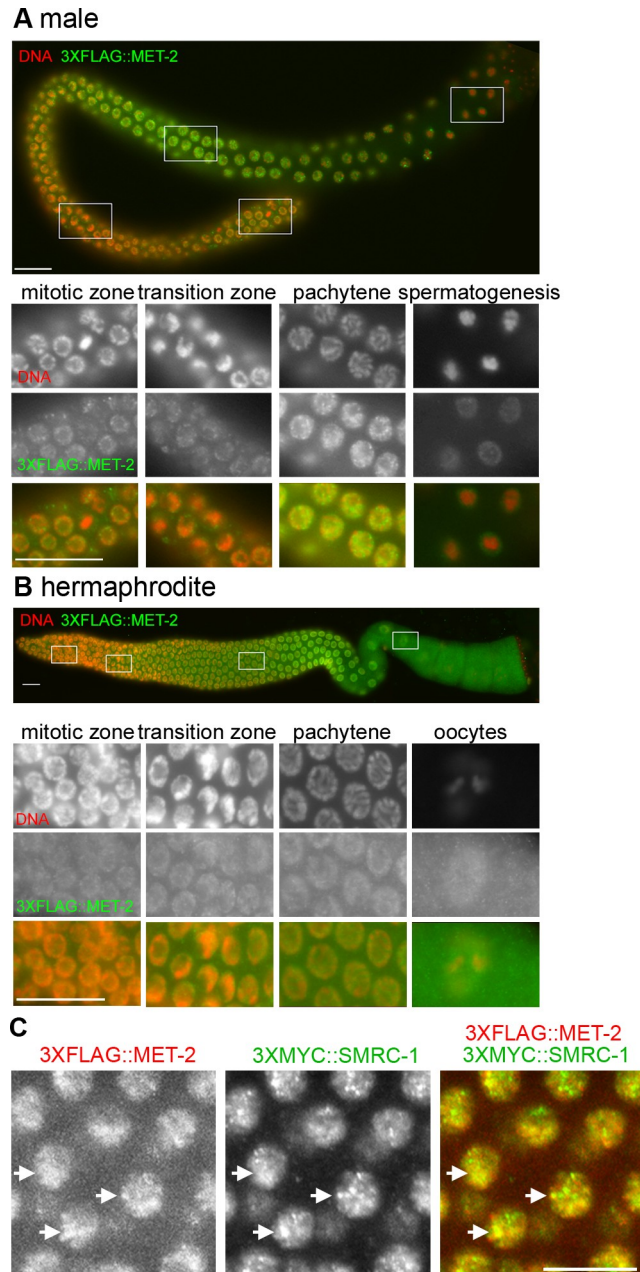 A male
DNA 3XFLAG::MET-2
mitotic zone transition zone pachytene spermatogenesis
DNA
3XFLAG::MET-2
B hermaphrodite
DNA 3XFLAG::MET-2
mitotic zone transition zone pachytene oocytes
DNA
3XFLAG::MET-2
C
3XFLAG::MET-2 3XMYC::SMRC-1 3XFLAG::MET-2
3XMYC::SMRC-1